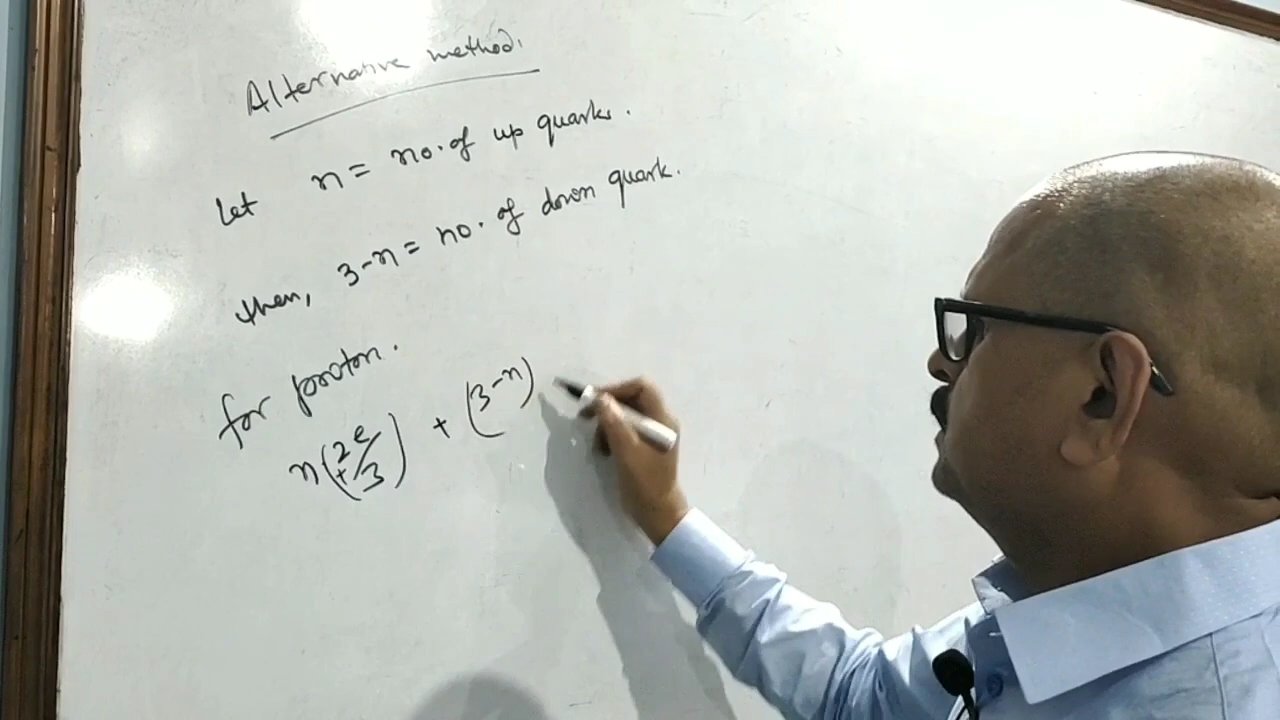 Alternative method.
Let n = no. of up quarks.
then, 3-n = no. of down quark.
for proton.
n(+2e/3) + (3-n)